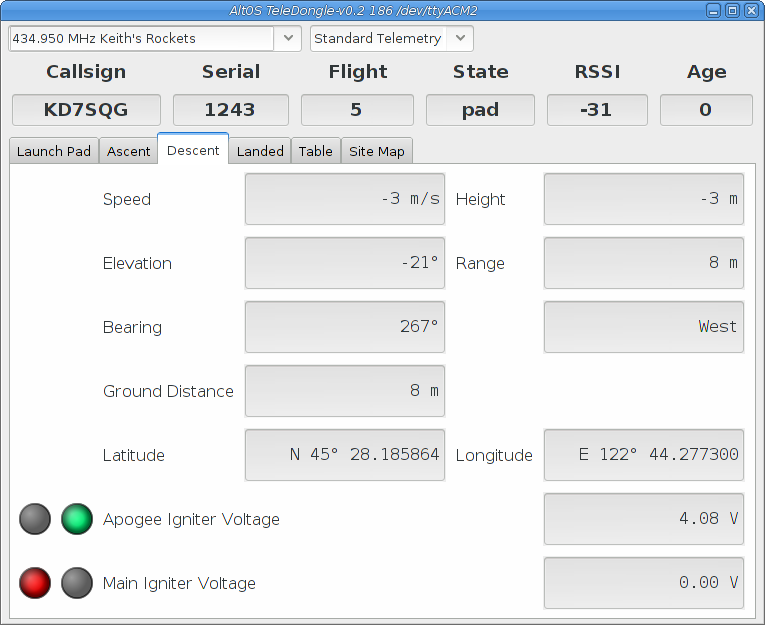 AltOS TeleDongle-v0.2 186 /dev/ttyACM2
434.950 MHz Keith's Rockets Standard Telemetry
Callsign Serial Flight State RSSI Age
KD7SQG 1243 5 pad -31 0
Launch Pad Ascent Descent Landed Table Site Map
Speed -3 m/s Height -3 m
Elevation -21° Range 8 m
Bearing 267° West
Ground Distance 8 m
Latitude N 45° 28.185864 Longitude E 122° 44.277300
Apogee Igniter Voltage 4.08 V
Main Igniter Voltage 0.00 V